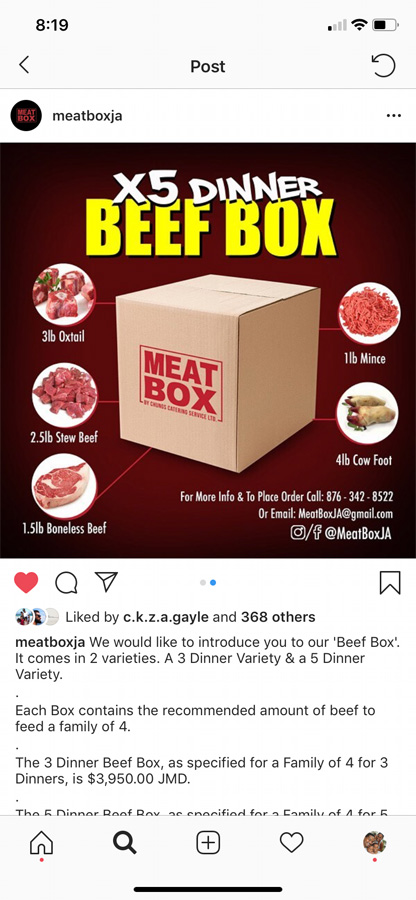 8:19
Post
MEAT
BOX
meatboxja
X5 DINNER
BEEF BOX
3lb Oxtail
1lb Mince
MEAT
BOX
BY CHUNOS CATERING SERVICE LTD.
2.5lb Stew Beef
4lb Cow Foot
1.5lb Boneless Beef
For More Info & To Place Order Call: 876 - 342 - 8522
Or Email: MeatBoxJA@gmail.com
/f @MeatBoxJA
Liked by c.k.z.a.gayle and 368 others
meatboxja We would like to introduce you to our 'Beef Box'.
It comes in 2 varieties. A 3 Dinner Variety & a 5 Dinner
Variety.
.
Each Box contains the recommended amount of beef to
feed a family of 4.
.
The 3 Dinner Beef Box, as specified for a Family of 4 for 3
Dinners, is $3,950.00 JMD.
.
The 5 Dinner Beef Box, as specified for a Family of 4 for 5